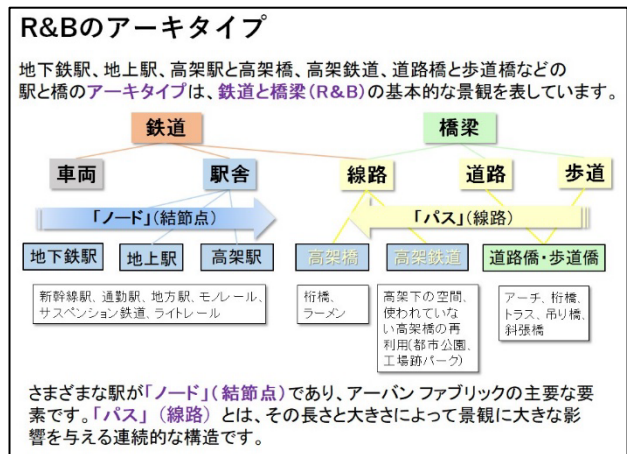 R&Bのアーキタイプ
地下鉄駅、地上駅、高架駅と高架橋、高架鉄道、道路橋と歩道橋などの
駅と橋のアーキタイプは、鉄道と橋梁(R&B)の基本的な景観を表しています。
鉄道
橋梁
車両
駅舎
線路
道路
歩道
「ノード」(結節点)
「パス」(線路)
地下鉄駅
地上駅
高架駅
高架橋
高架鉄道
道路僑・歩道僑
新幹線駅、通勤駅、地方駅、モノレール、
サスペンション鉄道、ライトレール
桁橋、
ラーメン
高架下の空間、
使われていな
い高架橋の再
利用(都市公園、
工場跡パーク)
アーチ、桁橋、
トラス、吊り橋、
斜張橋
さまざまな駅が「ノード」(結節点)であり、アーバン ファブリックの主要な要
素です。「パス」 (線路) とは、その長さと大きさによって景観に大きな影
響を与える連続的な構造です。